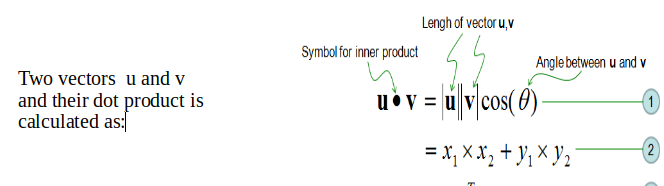 Lengh of vector u,v
Symbol for inner product
Angle between u and v
Two vectors u and v
and their dot product is
calculated as:
u • v = |u||v|cos(θ)
1
= x₁ × x₂ + y₁ × y₂
2